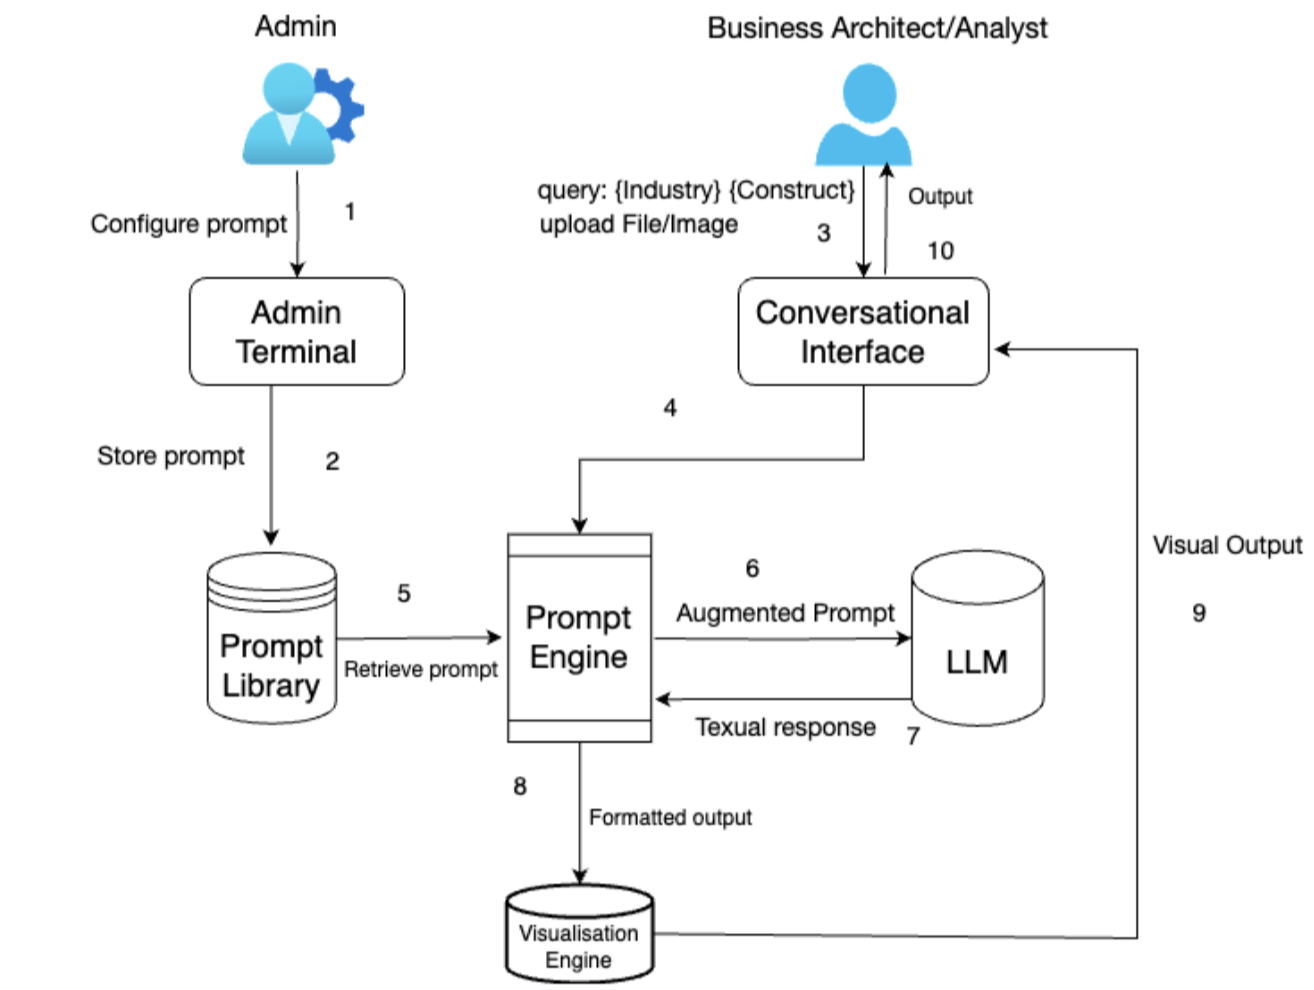 Admin
Business Architect/Analyst
Configure prompt
1
query: {Industry} {Construct}
upload File/Image
3
Output
10
Admin
Terminal
Conversational
Interface
Store prompt
2
4
Prompt
Library
5
Retrieve prompt
Prompt
Engine
6
Augmented Prompt
LLM
Texual response
7
Visual Output
9
8
Formatted output
Visualisation
Engine